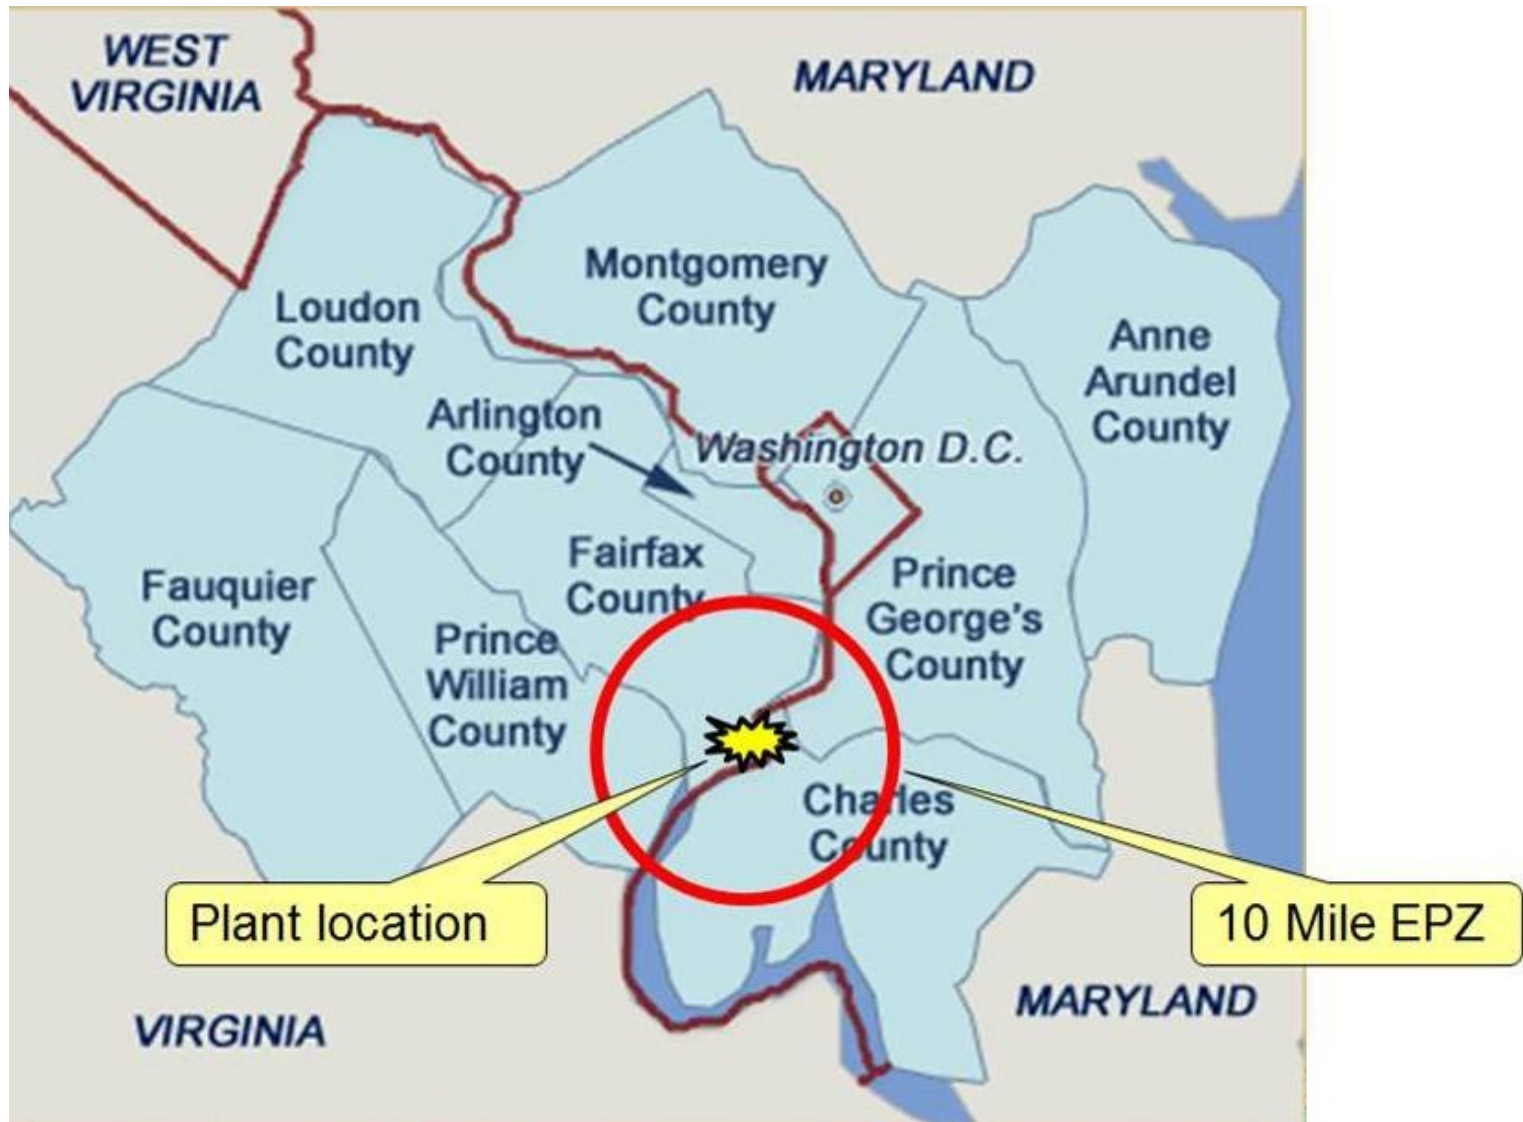 WEST
VIRGINIA
MARYLAND
Montgomery
County
Loudon
County
Anne
Arundel
County
Arlington
County
Washington D.C.
Fairfax
County
Fauquier
County
Prince
George's
County
Prince
William
County
Charles
County
Plant location
10 Mile EPZ
VIRGINIA
MARYLAND